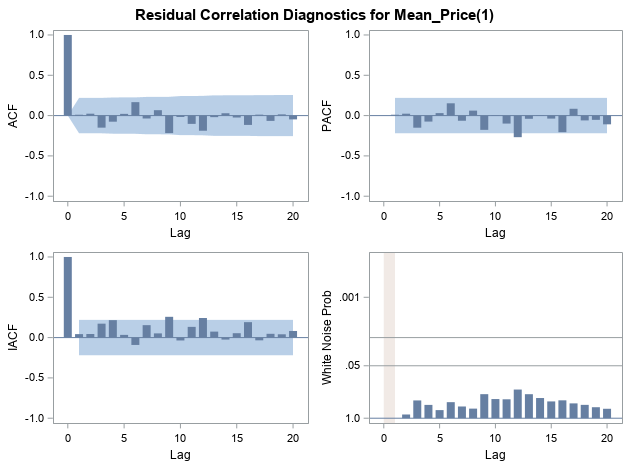 Residual Correlation Diagnostics for Mean_Price(1)
1.0
0.5
0.0
-0.5
-1.0
ACF
0 5 10 15 20
Lag
1.0
0.5
0.0
-0.5
-1.0
PACF
0 5 10 15 20
Lag
1.0
0.5
0.0
-0.5
-1.0
IACF
0 5 10 15 20
Lag
.001
.05
1.0
White Noise Prob
0 5 10 15 20
Lag